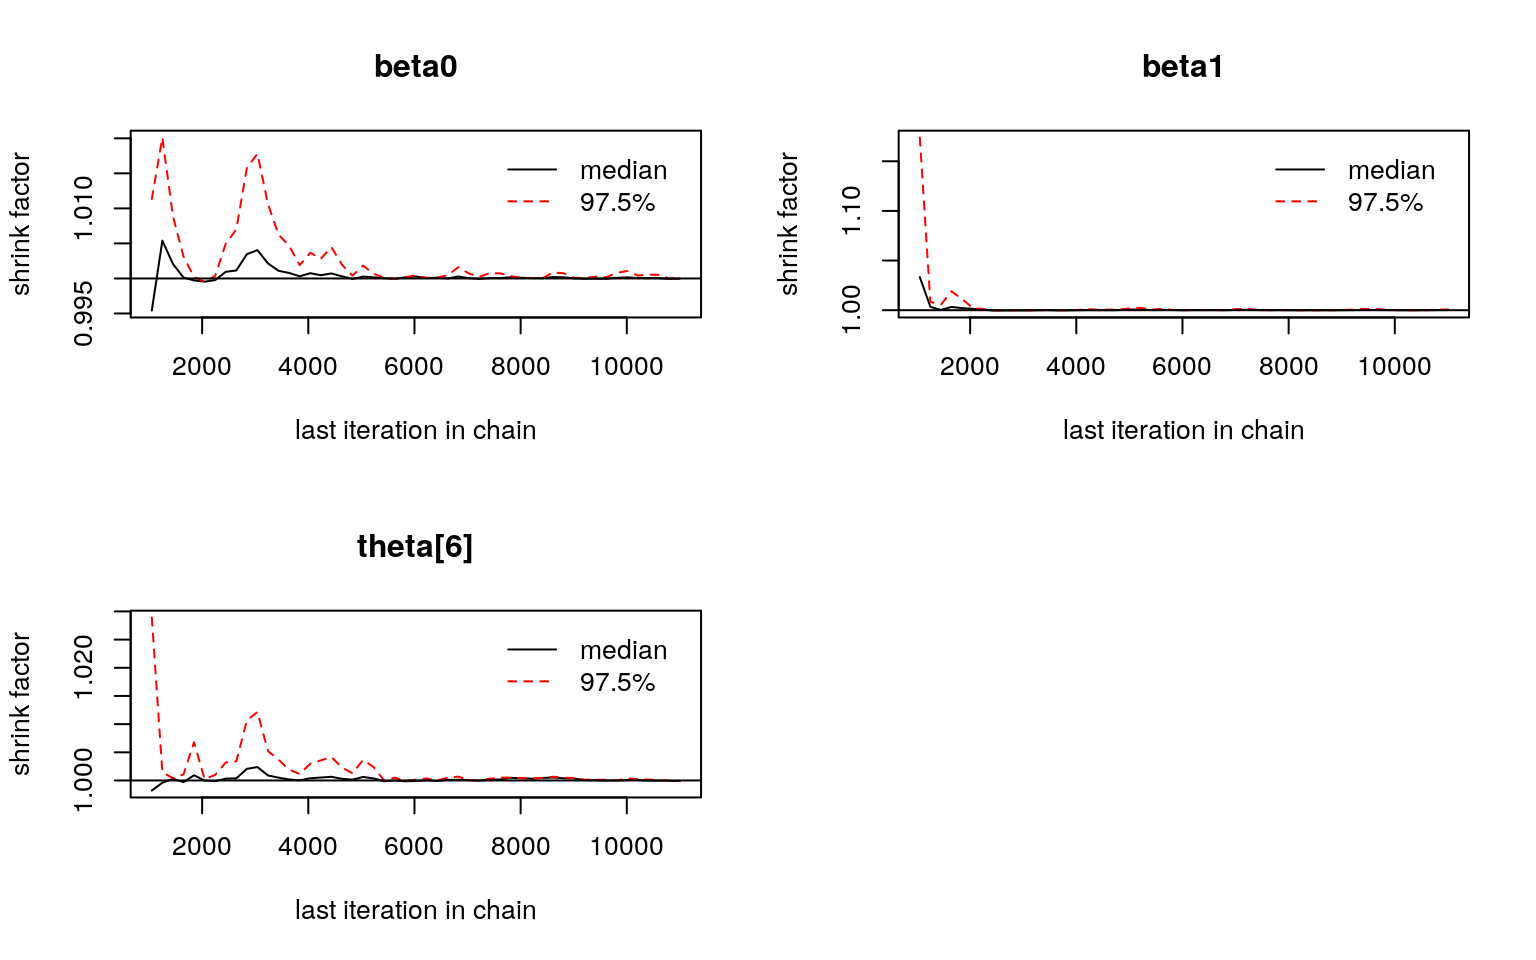 beta0
shrink factor
0.995 1.010
median
97.5%
2000 4000 6000 8000 10000
last iteration in chain
beta1
shrink factor
1.00 1.10
median
97.5%
2000 4000 6000 8000 10000
last iteration in chain
theta[6]
shrink factor
1.000 1.020
median
97.5%
2000 4000 6000 8000 10000
last iteration in chain